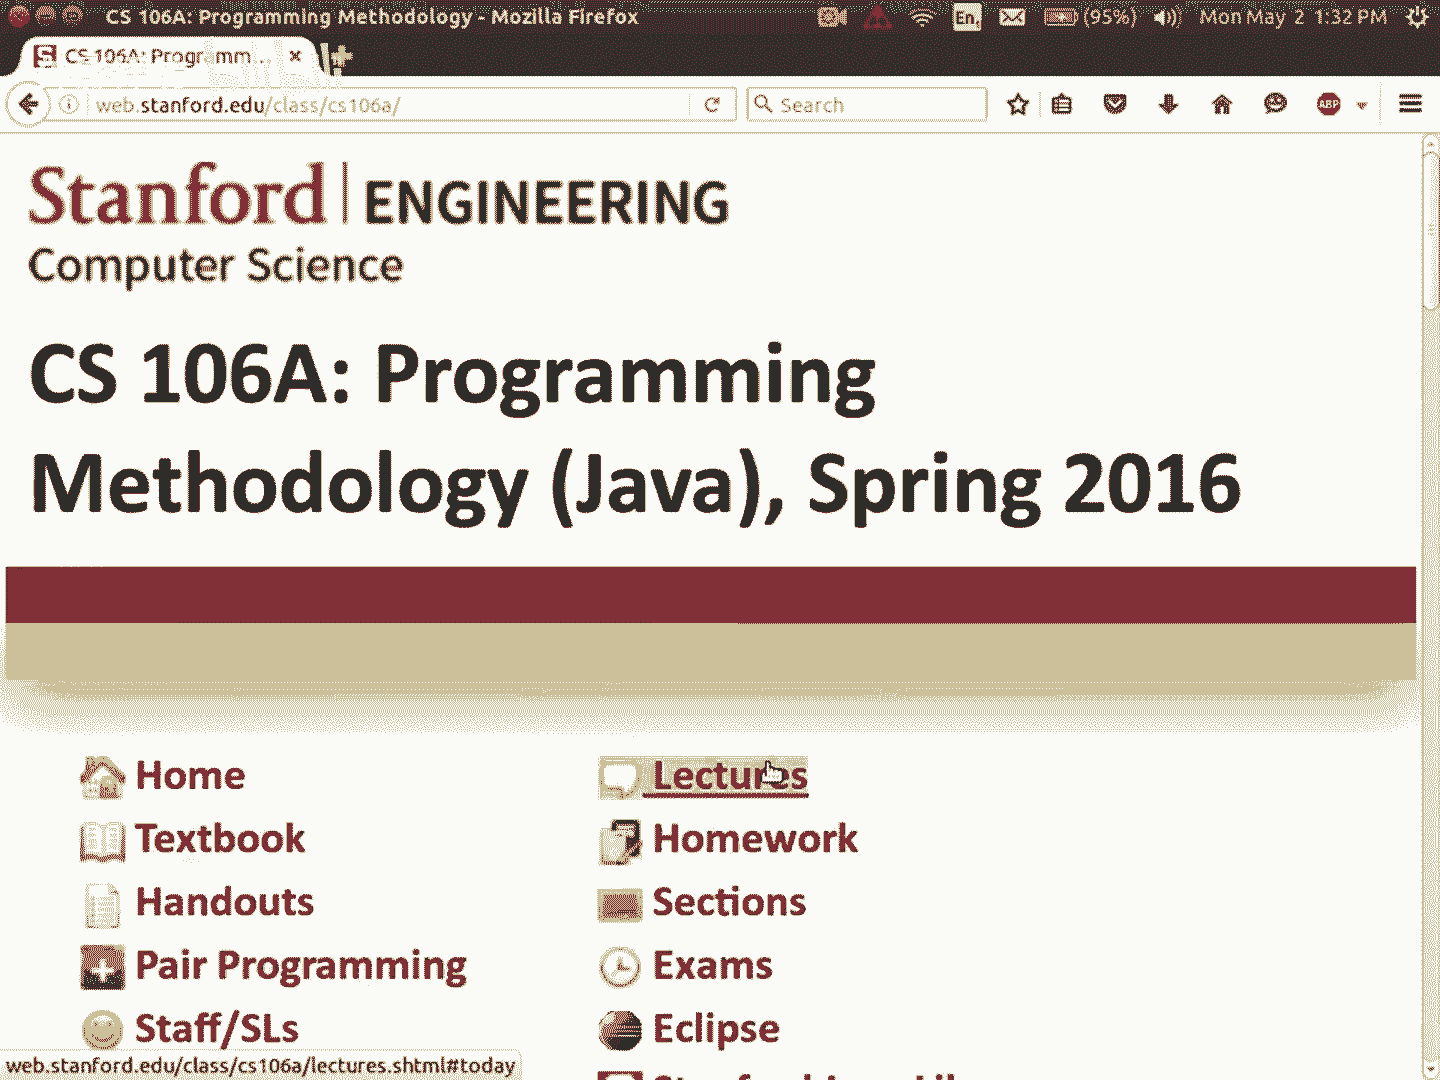 CS 106A: Programming Methodology - Mozilla Firefox
En
(95%)
Mon May 2 1:32 PM
CS 106A: Programm...
web.stanford.edu/class/cs106a/
Search
ABP
Stanford ENGINEERING
Computer Science
CS 106A: Programming
Methodology (Java), Spring 2016
Home
Lectures
Textbook
Homework
Handouts
Sections
Pair Programming
Exams
Staff/SLs
Eclipse
web.stanford.edu/class/cs106a/lectures.shtml#today